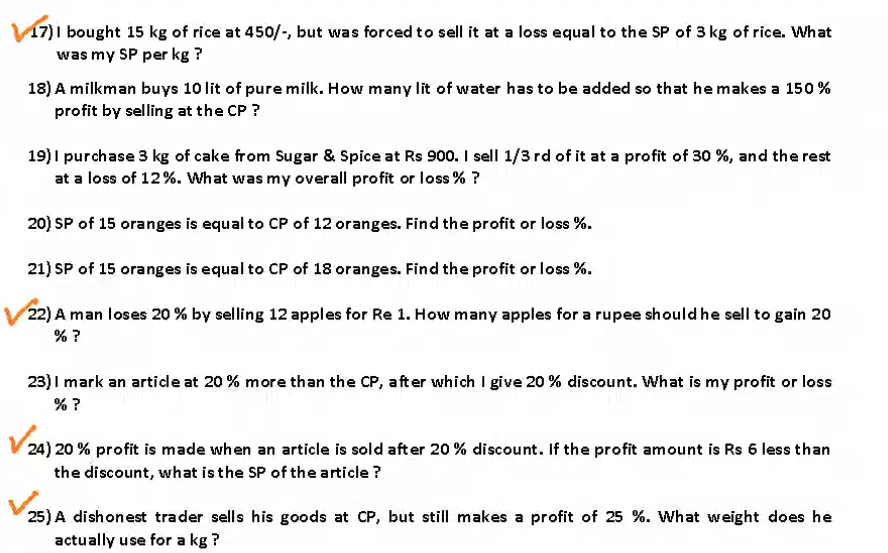 17) I bought 15 kg of rice at 450/-, but was forced to sell it at a loss equal to the SP of 3 kg of rice. What
was my SP per kg ?
18) A milkman buys 10 lit of pure milk. How many lit of water has to be added so that he makes a 150 %
profit by selling at the CP ?
19) I purchase 3 kg of cake from Sugar & Spice at Rs 900. I sell 1/3 rd of it at a profit of 30 %, and the rest
at a loss of 12 %. What was my overall profit or loss % ?
20) SP of 15 oranges is equal to CP of 12 oranges. Find the profit or loss %.
21) SP of 15 oranges is equal to CP of 18 oranges. Find the profit or loss %.
22) A man loses 20 % by selling 12 apples for Re 1. How many apples for a rupee should he sell to gain 20
% ?
23) I mark an article at 20 % more than the CP, after which I give 20 % discount. What is my profit or loss
% ?
24) 20 % profit is made when an article is sold after 20 % discount. If the profit amount is Rs 6 less than
the discount, what is the SP of the article ?
25) A dishonest trader sells his goods at CP, but still makes a profit of 25 %. What weight does he
actually use for a kg ?